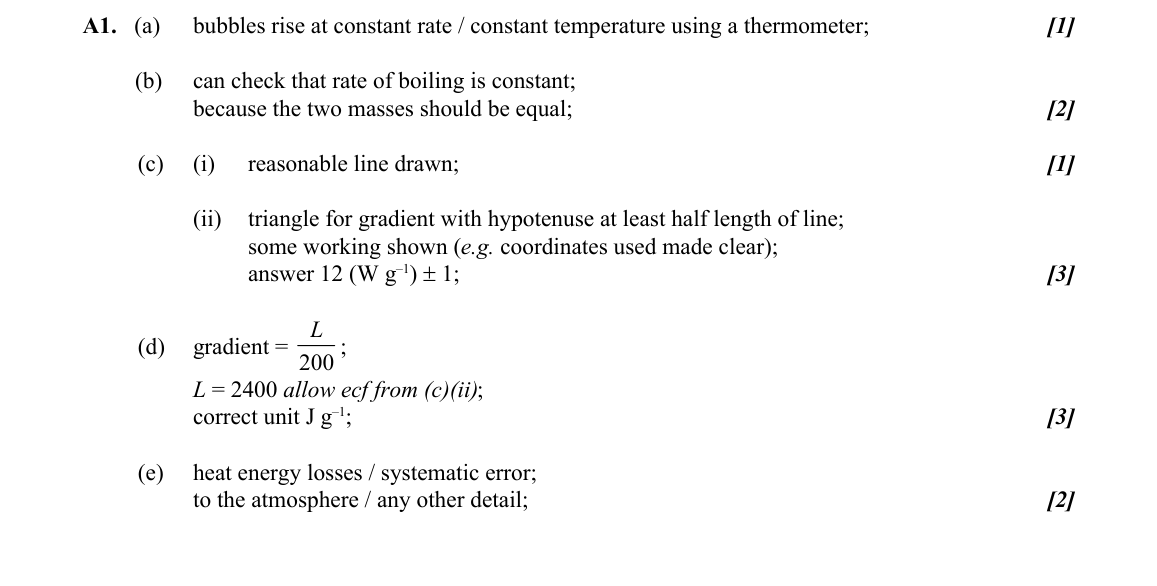 A1. (a) bubbles rise at constant rate / constant temperature using a thermometer; [1]
(b) can check that rate of boiling is constant;
because the two masses should be equal; [2]
(c) (i) reasonable line drawn; [1]
(ii) triangle for gradient with hypotenuse at least half length of line;
some working shown (e.g. coordinates used made clear);
answer 12 (W g⁻¹) ± 1; [3]
(d) gradient = L/200 ;
L = 2400 allow ecf from (c)(ii);
correct unit J g⁻¹; [3]
(e) heat energy losses / systematic error;
to the atmosphere / any other detail; [2]